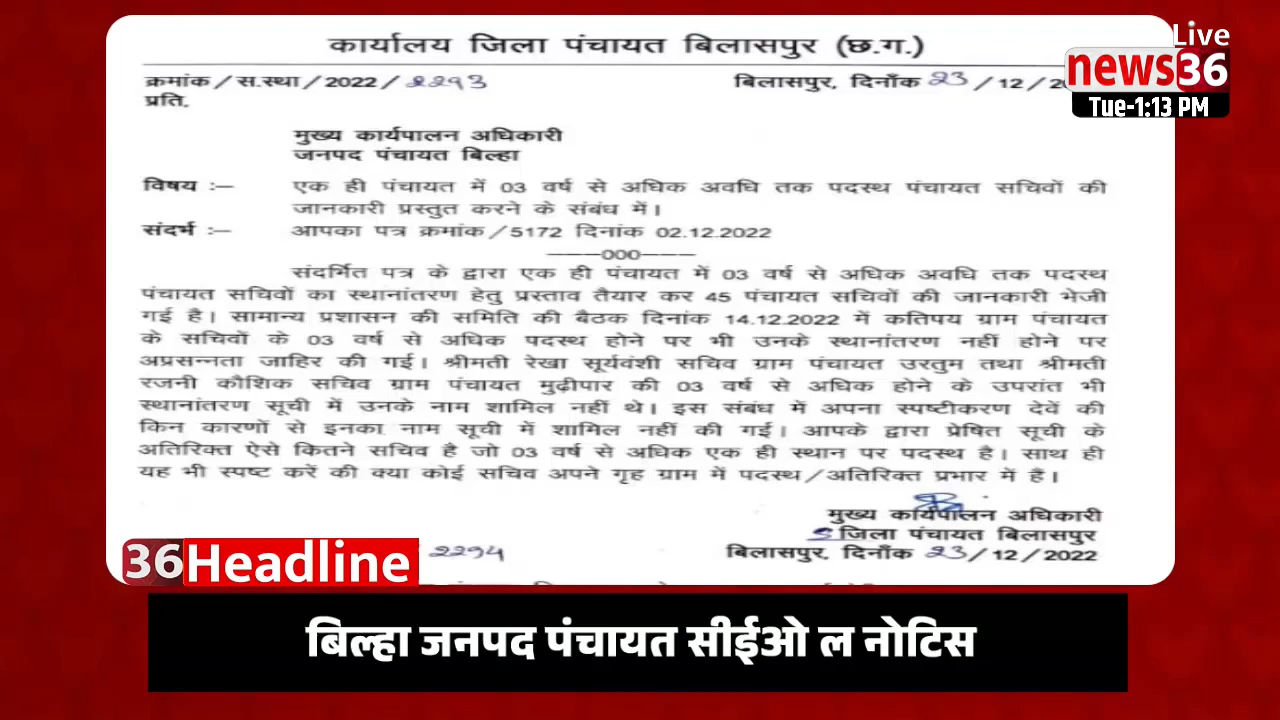 कार्यालय जिला पंचायत बिलासपुर (छ.ग.)
Live
news36
Tue-1:13 PM
क्रमांक/स.स्था/2022/2293
बिलासपुर, दिनाँक 23/12/
प्रति,
मुख्य कार्यपालन अधिकारी
जनपद पंचायत बिल्हा
विषय :— एक ही पंचायत में 03 वर्ष से अधिक अवधि तक पदस्थ पंचायत सचिवों की
जानकारी प्रस्तुत करने के संबंध में।
संदर्भ :— आपका पत्र क्रमांक/5172 दिनांक 02.12.2022
———000———
संदर्भित पत्र के द्वारा एक ही पंचायत में 03 वर्ष से अधिक अवधि तक पदस्थ
पंचायत सचिवों का स्थानांतरण हेतु प्रस्ताव तैयार कर 45 पंचायत सचिवों की जानकारी भेजी
गई है। सामान्य प्रशासन की समिति की बैठक दिनांक 14.12.2022 में कतिपय ग्राम पंचायत
के सचिवों के 03 वर्ष से अधिक पदस्थ होने पर भी उनके स्थानांतरण नहीं होने पर
अप्रसन्नता जाहिर की गई। श्रीमती रेखा सूर्यवंशी सचिव ग्राम पंचायत उरतुम तथा श्रीमती
रजनी कौशिक सचिव ग्राम पंचायत मुढ़ीपार की 03 वर्ष से अधिक होने के उपरांत भी
स्थानांतरण सूची में उनके नाम शामिल नहीं थे। इस संबंध में अपना स्पष्टीकरण देवें की
किन कारणों से इनका नाम सूची में शामिल नहीं की गई। आपके द्वारा प्रेषित सूची के
अतिरिक्त ऐसे कितने सचिव है जो 03 वर्ष से अधिक एक ही स्थान पर पदस्थ है। साथ ही
यह भी स्पष्ट करें की क्या कोई सचिव अपने गृह ग्राम में पदस्थ/अतिरिक्त प्रभार में है।
मुख्य कार्यपालन अधिकारी
जिला पंचायत बिलासपुर
2294
बिलासपुर, दिनाँक 23/12/2022
36 Headline
बिल्हा जनपद पंचायत सीईओ ल नोटिस